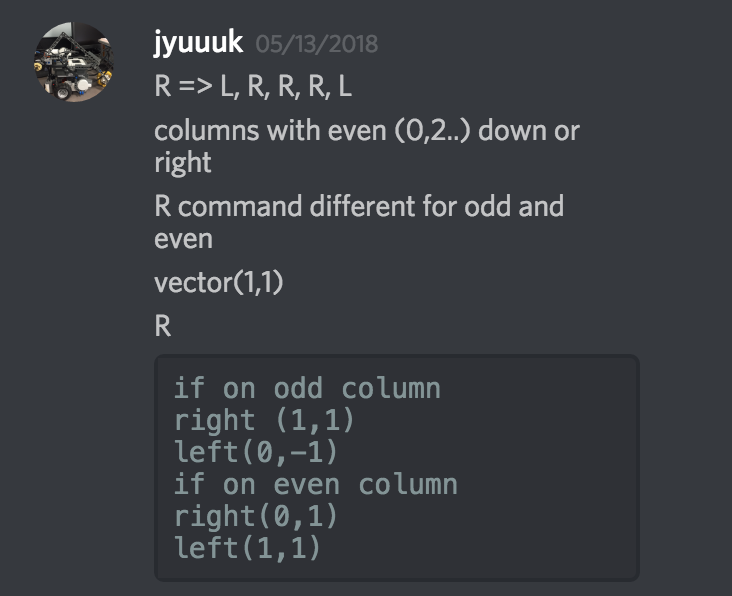 jyuuuk 05/13/2018
R => L, R, R, R, L
columns with even (0,2..) down or
right
R command different for odd and
even
vector(1,1)
R
if on odd column
right (1,1)
left(0,-1)
if on even column
right(0,1)
left(1,1)